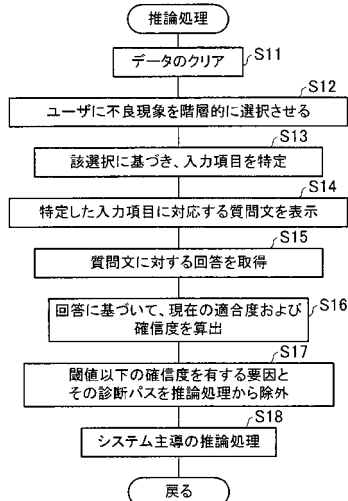 推論処理
S11
データのクリア
S12
ユーザに不良現象を階層的に選択させる
S13
該選択に基づき、入力項目を特定
S14
特定した入力項目に対応する質問文を表示
S15
質問文に対する回答を取得
S16
回答に基づいて、現在の適合度および
確信度を算出
S17
閾値以下の確信度を有する要因と
その診断パスを推論処理から除外
S18
システム主導の推論処理
戻る